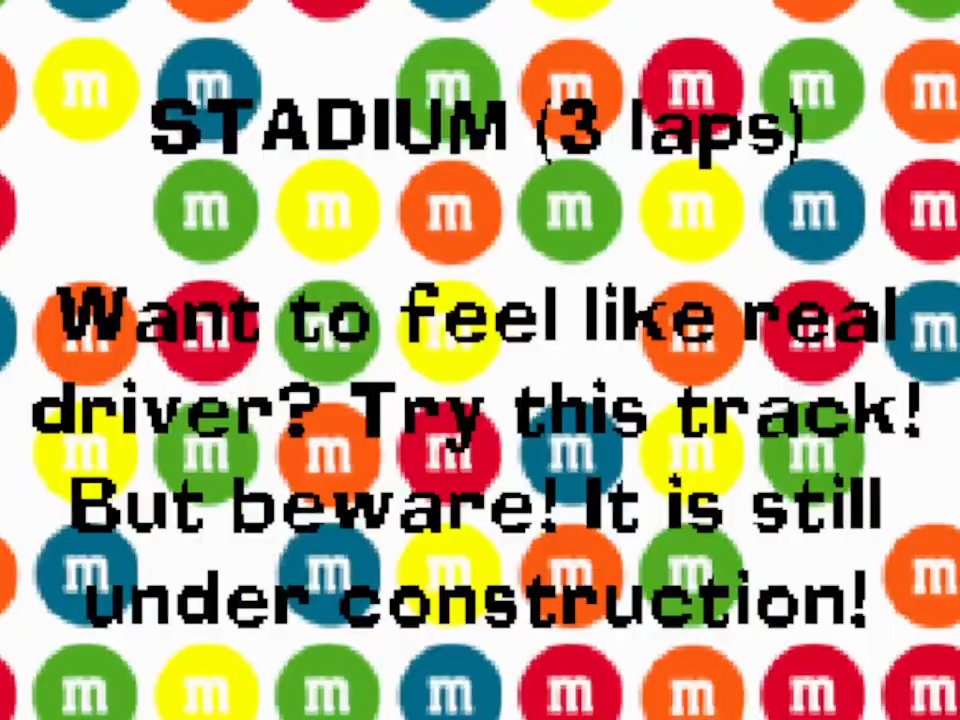 STADIUM (3 laps)
Want to feel like real
driver? Try this track!
But beware! It is still
under construction!